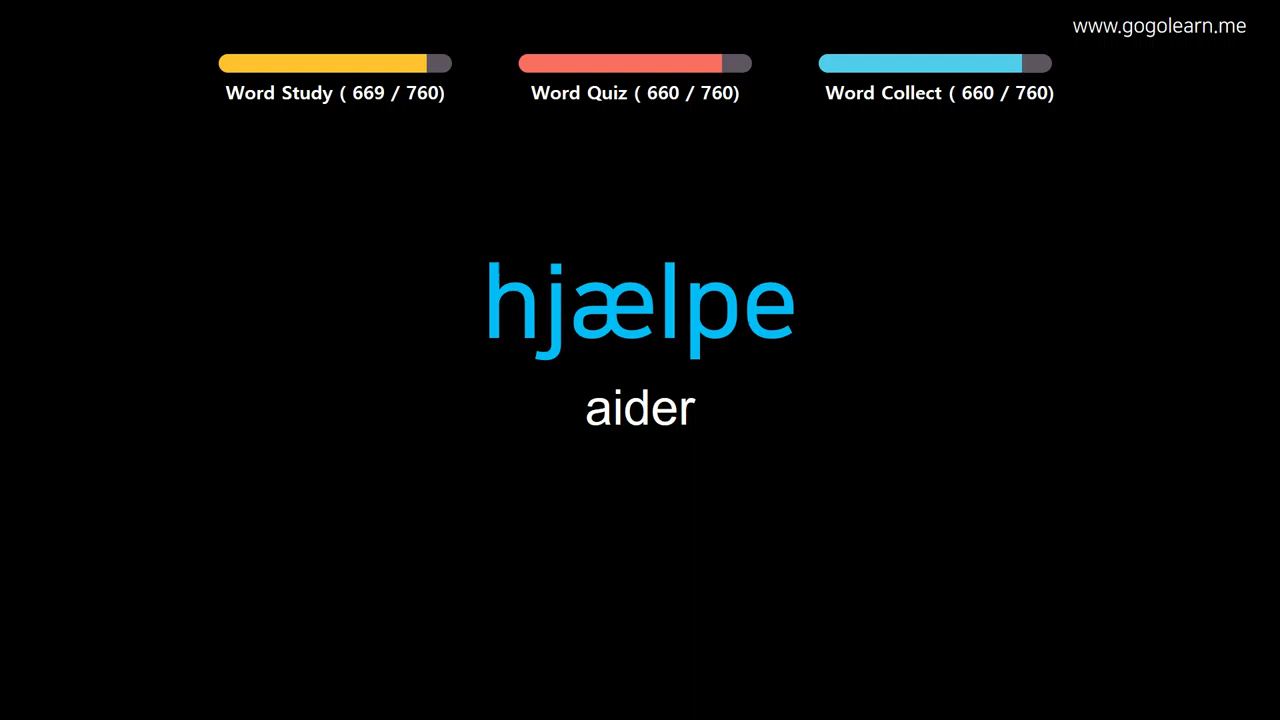 www.gogolearn.me
Word Study ( 669 / 760)
Word Quiz ( 660 / 760)
Word Collect ( 660 / 760)
hjælpe
aider